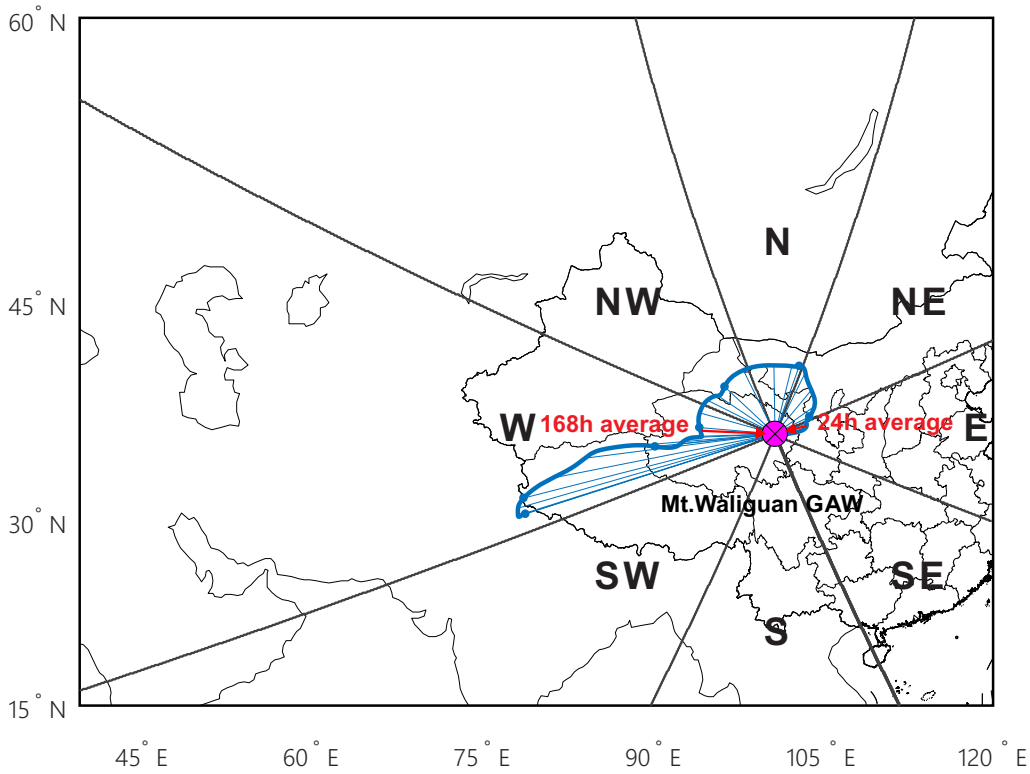 60° N
N
NW
NE
45° N
W
168h average
24h average
E
Mt.Waliguan GAW
30° N
SW
SE
S
15° N
45° E
60° E
75° E
90° E
105° E
120° E